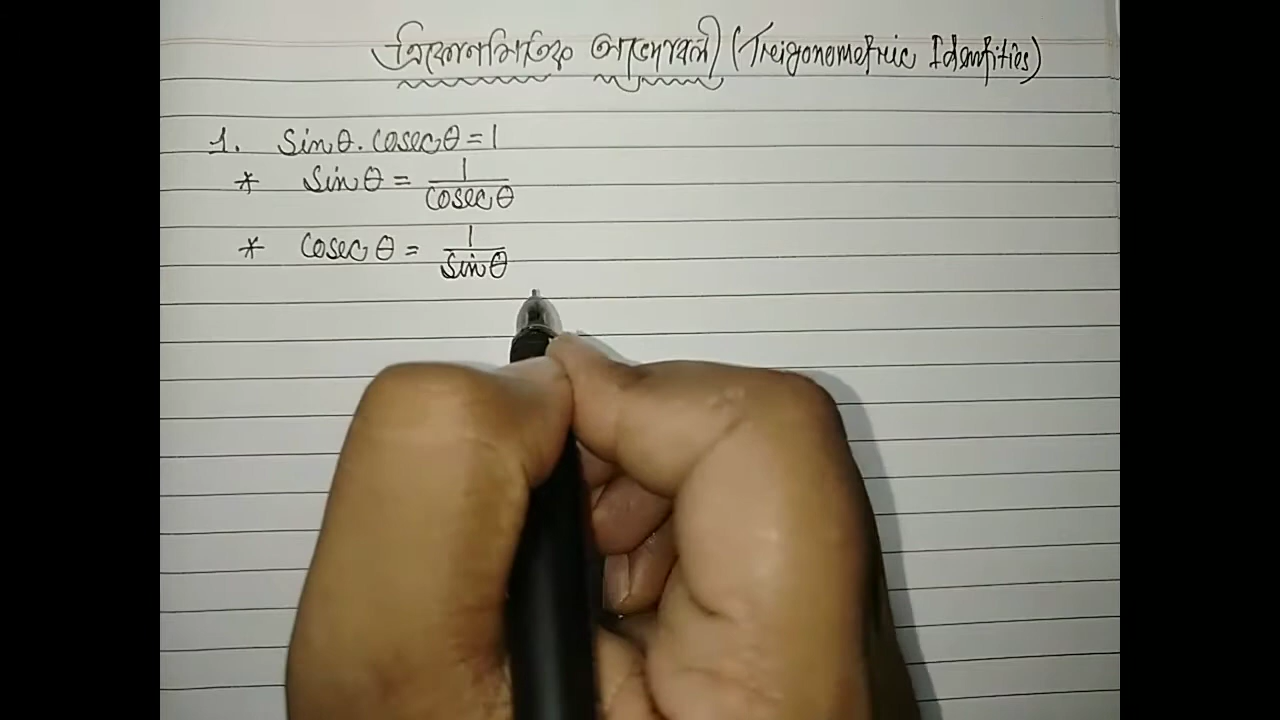 ত্রিকোণমিতিক অভেদাবলী (Trigonometric Identities)
1. Sinθ. Cosecθ = 1
* Sinθ = 1/Cosecθ
* Cosecθ = 1/Sinθ